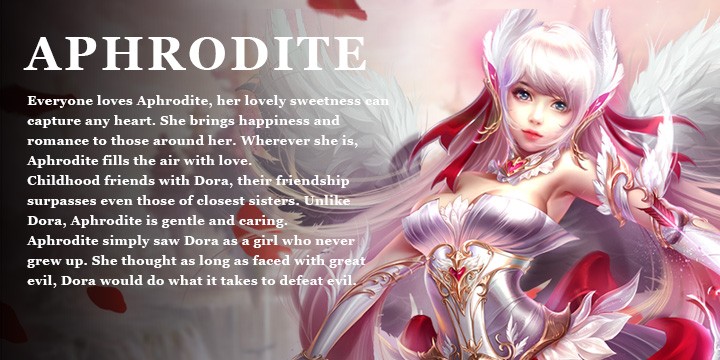 APHRODITE
Everyone loves Aphrodite, her lovely sweetness can
capture any heart. She brings happiness and
romance to those around her. Wherever she is,
Aphrodite fills the air with love.
Childhood friends with Dora, their friendship
surpasses even those of closest sisters. Unlike
Dora, Aphrodite is gentle and caring.
Aphrodite simply saw Dora as a girl who never
grew up. She thought as long as faced with great
evil, Dora would do what it takes to defeat evil.